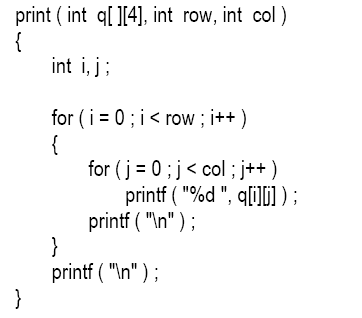 print ( int  q[ ][4], int  row, int  col )
{
int  i, j ;
for ( i = 0 ; i < row ; i++ )
{
for ( j = 0 ; j < col ; j++ )
printf ( "%d ", q[i][j] ) ;
printf ( "\n" ) ;
}
printf ( "\n" ) ;
}